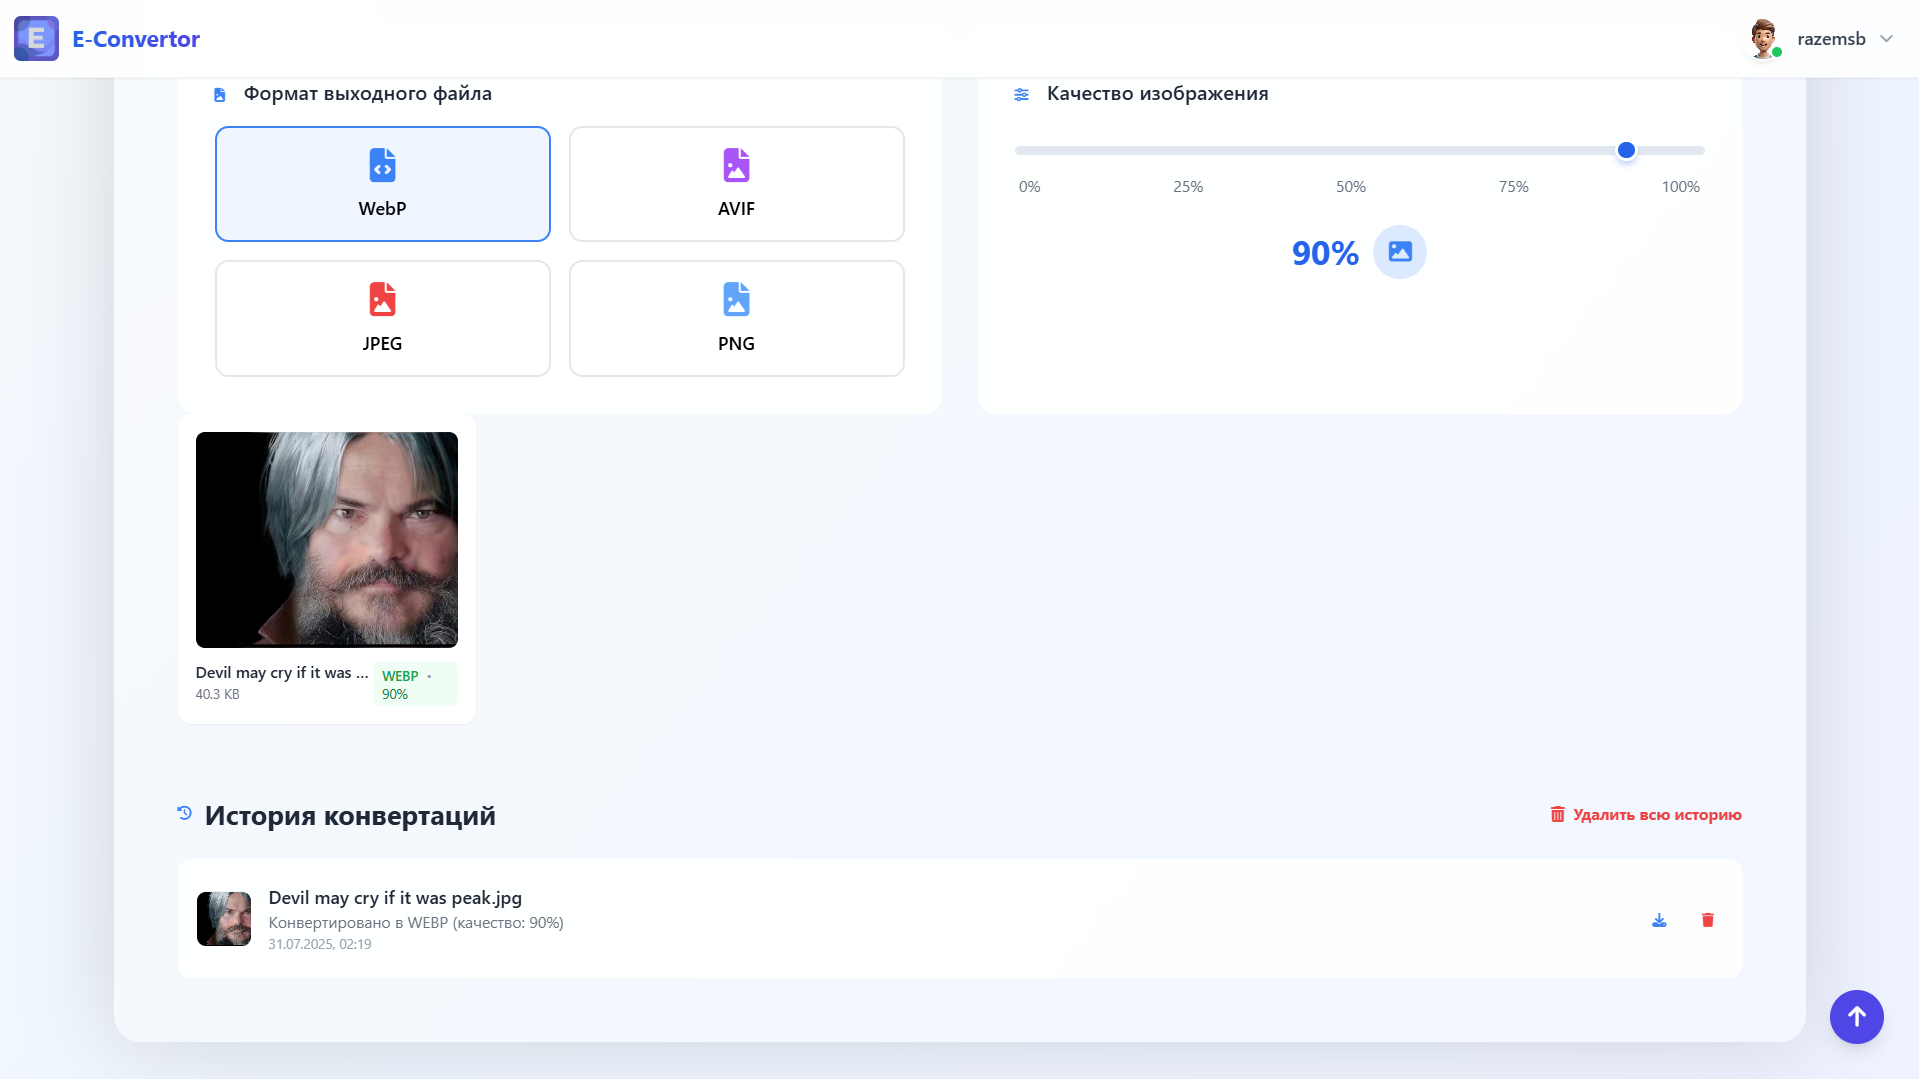 E
E-Convertor
razemsb
Формат выходного файла
WebP
AVIF
JPEG
PNG
Качество изображения
0%
25%
50%
75%
100%
90%
Devil may cry if it was ...
40.3 KB
WEBP •
90%
История конвертаций
Удалить всю историю
Devil may cry if it was peak.jpg
Конвертировано в WEBP (качество: 90%)
31.07.2025, 02:19